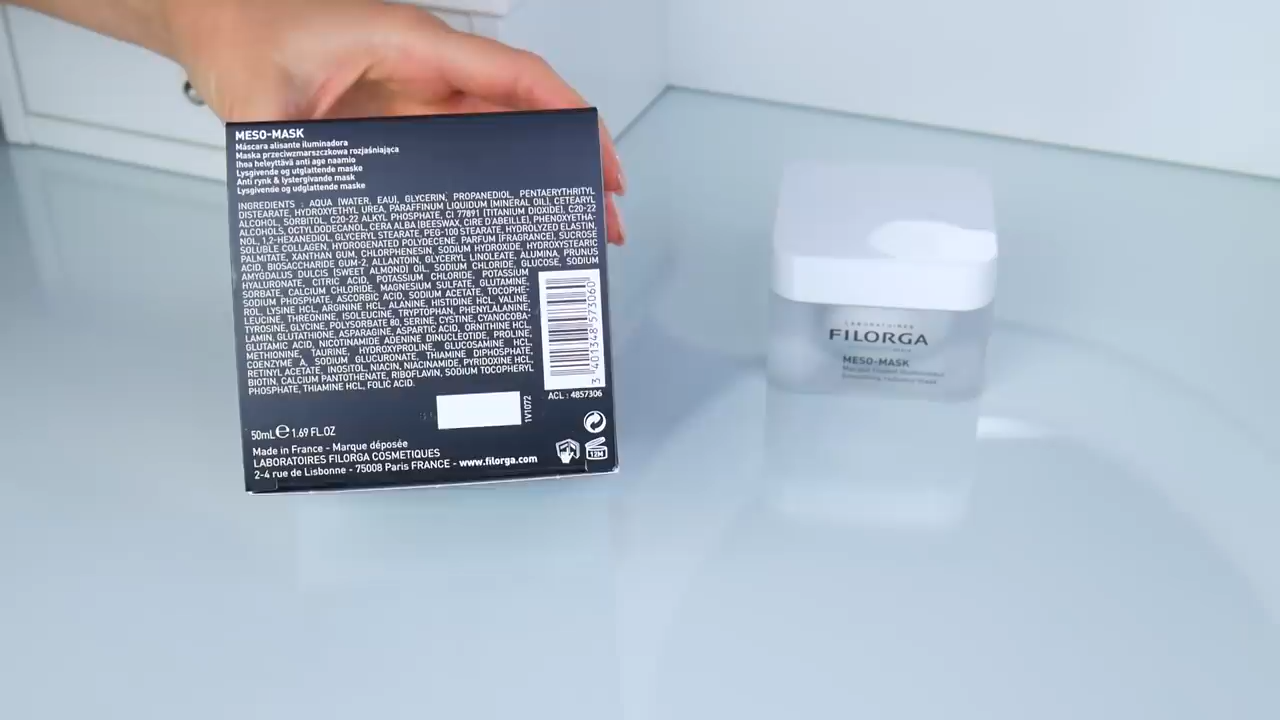 MESO-MASK
Máscara alisante iluminadora
Maska przeciwzmarszczkowa rozjaśniająca
Ihoa heleyttävä anti age naamio
Lysgivende og utglattende maske
Anti rynk & lystergivande mask
Lysgivende og udglattende maske
INGREDIENTS : AQUA (WATER, EAU), GLYCERIN, PROPANEDIOL, PENTAERYTHRITYL
DISTEARATE, HYDROXYETHYL UREA, PARAFFINUM LIQUIDUM (MINERAL OIL), CETEARYL
ALCOHOL, SORBITOL, C20-22 ALKYL PHOSPHATE, CI 77891 (TITANIUM DIOXIDE), C20-22
ALCOHOLS, OCTYLDODECANOL, CERA ALBA (BEESWAX, CIRE D'ABEILLE), PHENOXYETHA-
NOL, 1,2-HEXANEDIOL, GLYCERYL STEARATE, PEG-100 STEARATE, HYDROLYZED ELASTIN,
SOLUBLE COLLAGEN, HYDROGENATED POLYDECENE, PARFUM (FRAGRANCE), SUCROSE
PALMITATE, XANTHAN GUM, CHLORPHENESIN, SODIUM HYDROXIDE, HYDROXYSTEARIC
ACID, BIOSACCHARIDE GUM-2, ALLANTOIN, GLYCERYL LINOLEATE, ALUMINA, PRUNUS
AMYGDALUS DULCIS (SWEET ALMOND) OIL, SODIUM CHLORIDE, GLUCOSE, SODIUM
HYALURONATE, CITRIC ACID, POTASSIUM CHLORIDE, POTASSIUM
SORBATE, CALCIUM CHLORIDE, MAGNESIUM SULFATE, GLUTAMINE,
SODIUM PHOSPHATE, ASCORBIC ACID, SODIUM ACETATE, TOCOPHE-
ROL, LYSINE HCL, ARGININE HCL, ALANINE, HISTIDINE HCL, VALINE,
LEUCINE, THREONINE, ISOLEUCINE, TRYPTOPHAN, PHENYLALANINE,
TYROSINE, GLYCINE, POLYSORBATE 80, SERINE, CYSTINE, CYANOCOBA-
LAMIN, GLUTATHIONE, ASPARAGINE, ASPARTIC ACID, ORNITHINE HCL,
GLUTAMIC ACID, NICOTINAMIDE ADENINE DINUCLEOTIDE, PROLINE,
METHIONINE, TAURINE, HYDROXYPROLINE, GLUCOSAMINE HCL,
COENZYME A, SODIUM GLUCURONATE, THIAMINE DIPHOSPHATE,
RETINYL ACETATE, INOSITOL, NIACIN, NIACINAMIDE, PYRIDOXINE HCL,
BIOTIN, CALCIUM PANTOTHENATE, RIBOFLAVIN, SODIUM TOCOPHERYL
PHOSPHATE, THIAMINE HCL, FOLIC ACID.
3 401348 573060
ACL : 4857306
1V1072
50mL e 1.69 FL.OZ
Made in France - Marque déposée
LABORATOIRES FILORGA COSMETIQUES
2-4 rue de Lisbonne - 75008 Paris FRANCE - www.filorga.com
12M
LABORATOIRES
FILORGA
PARIS
MESO-MASK